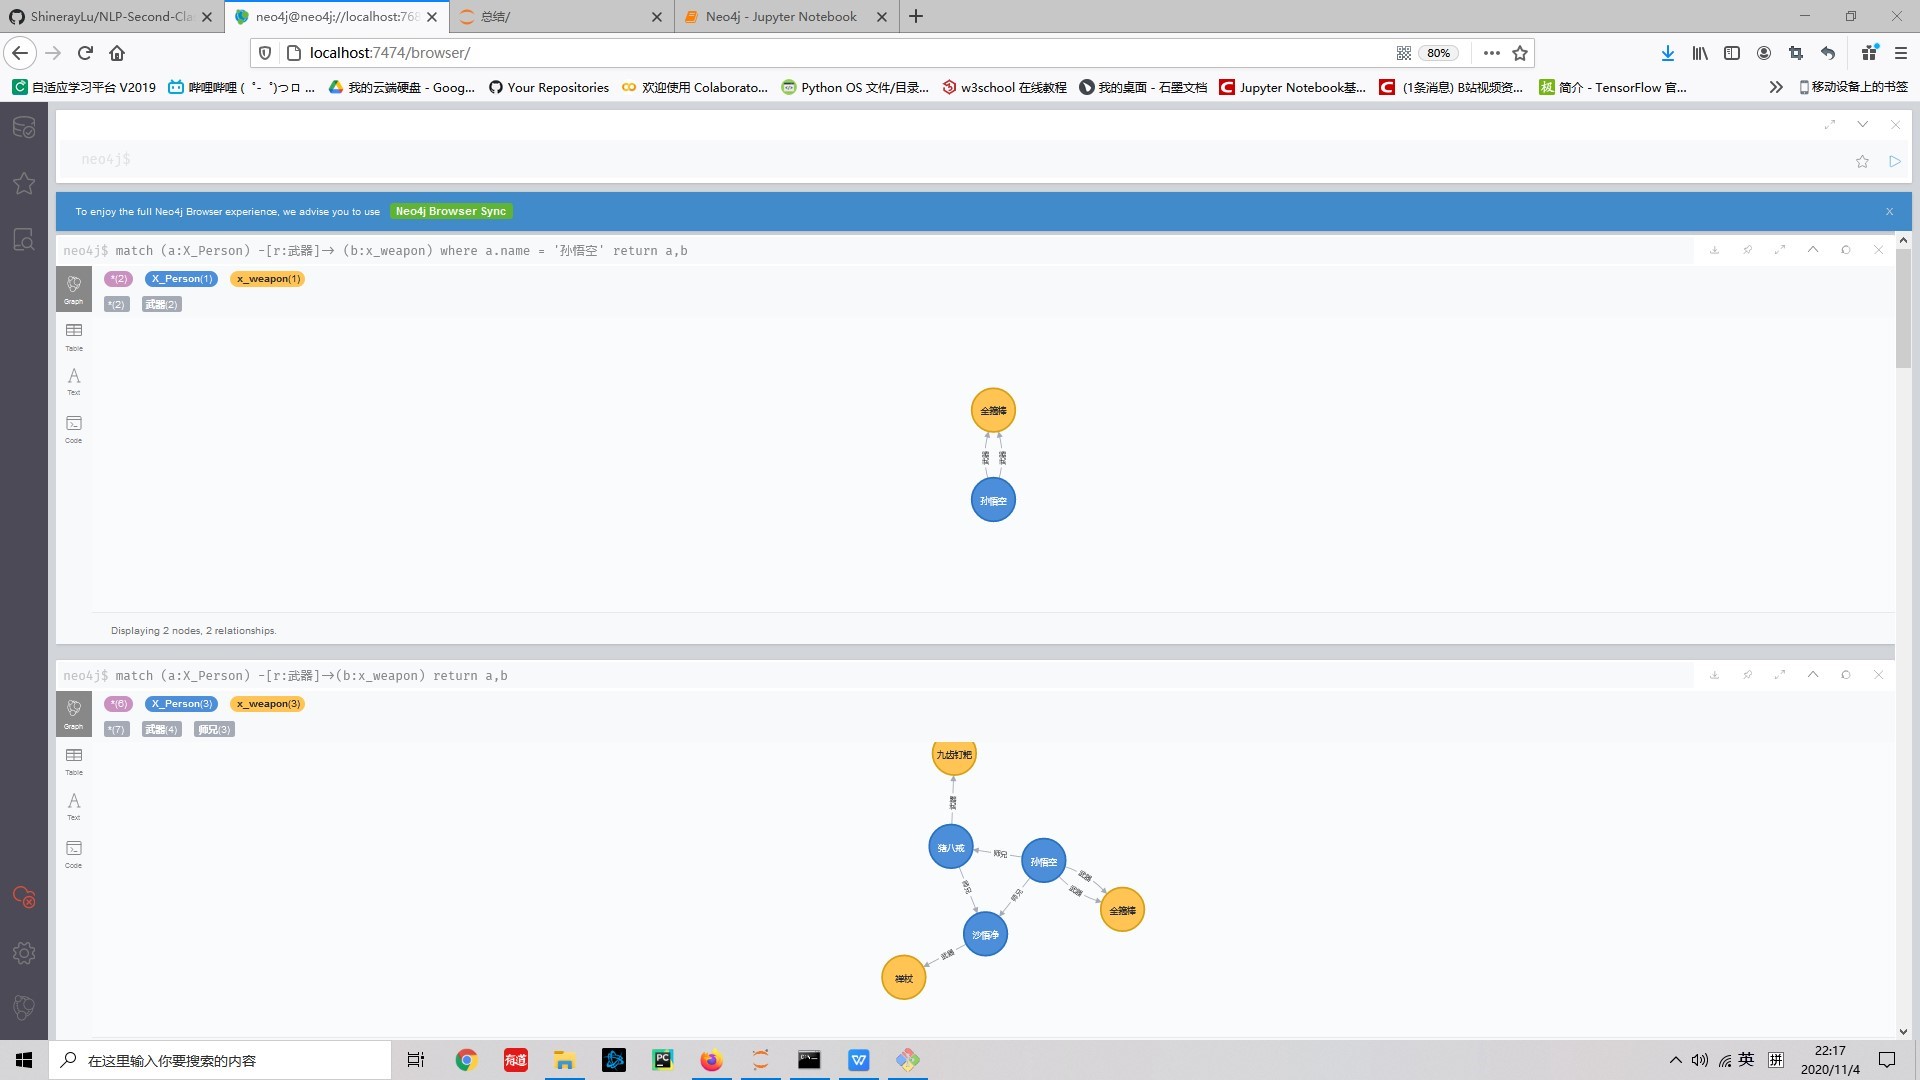 ShinerayLu/NLP-Second-Cla
neo4j@neo4j://localhost:768
总结/
Neo4j - Jupyter Notebook
localhost:7474/browser/
80%
自适应学习平台 V2019
哔哩哔哩 ( ゜- ゜)つロ ...
我的云端硬盘 - Goog...
Your Repositories
欢迎使用 Colaborato...
Python OS 文件/目录...
w3school 在线教程
我的桌面 - 石墨文档
Jupyter Notebook基...
(1条消息) B站视频资...
简介 - TensorFlow 官...
移动设备上的书签
neo4j$
To enjoy the full Neo4j Browser experience, we advise you to use Neo4j Browser Sync
x
neo4j$ match (a:X_Person) -[r:武器]→ (b:x_weapon) where a.name = '孙悟空' return a,b
*(2) X_Person(1) x_weapon(1)
*(2) 武器(2)
Graph
Table
Text
Code
金箍棒
武器
武器
孙悟空
Displaying 2 nodes, 2 relationships.
neo4j$ match (a:X_Person) -[r:武器]→(b:x_weapon) return a,b
*(6) X_Person(3) x_weapon(3)
*(7) 武器(4) 师兄(3)
Graph
Table
Text
Code
九齿钉耙
武器
猪八戒
师兄
孙悟空
武器
武器
师兄
师兄
金箍棒
沙悟净
武器
禅杖
在这里输入你要搜索的内容
有道
PC
英
拼
22:17
2020/11/4